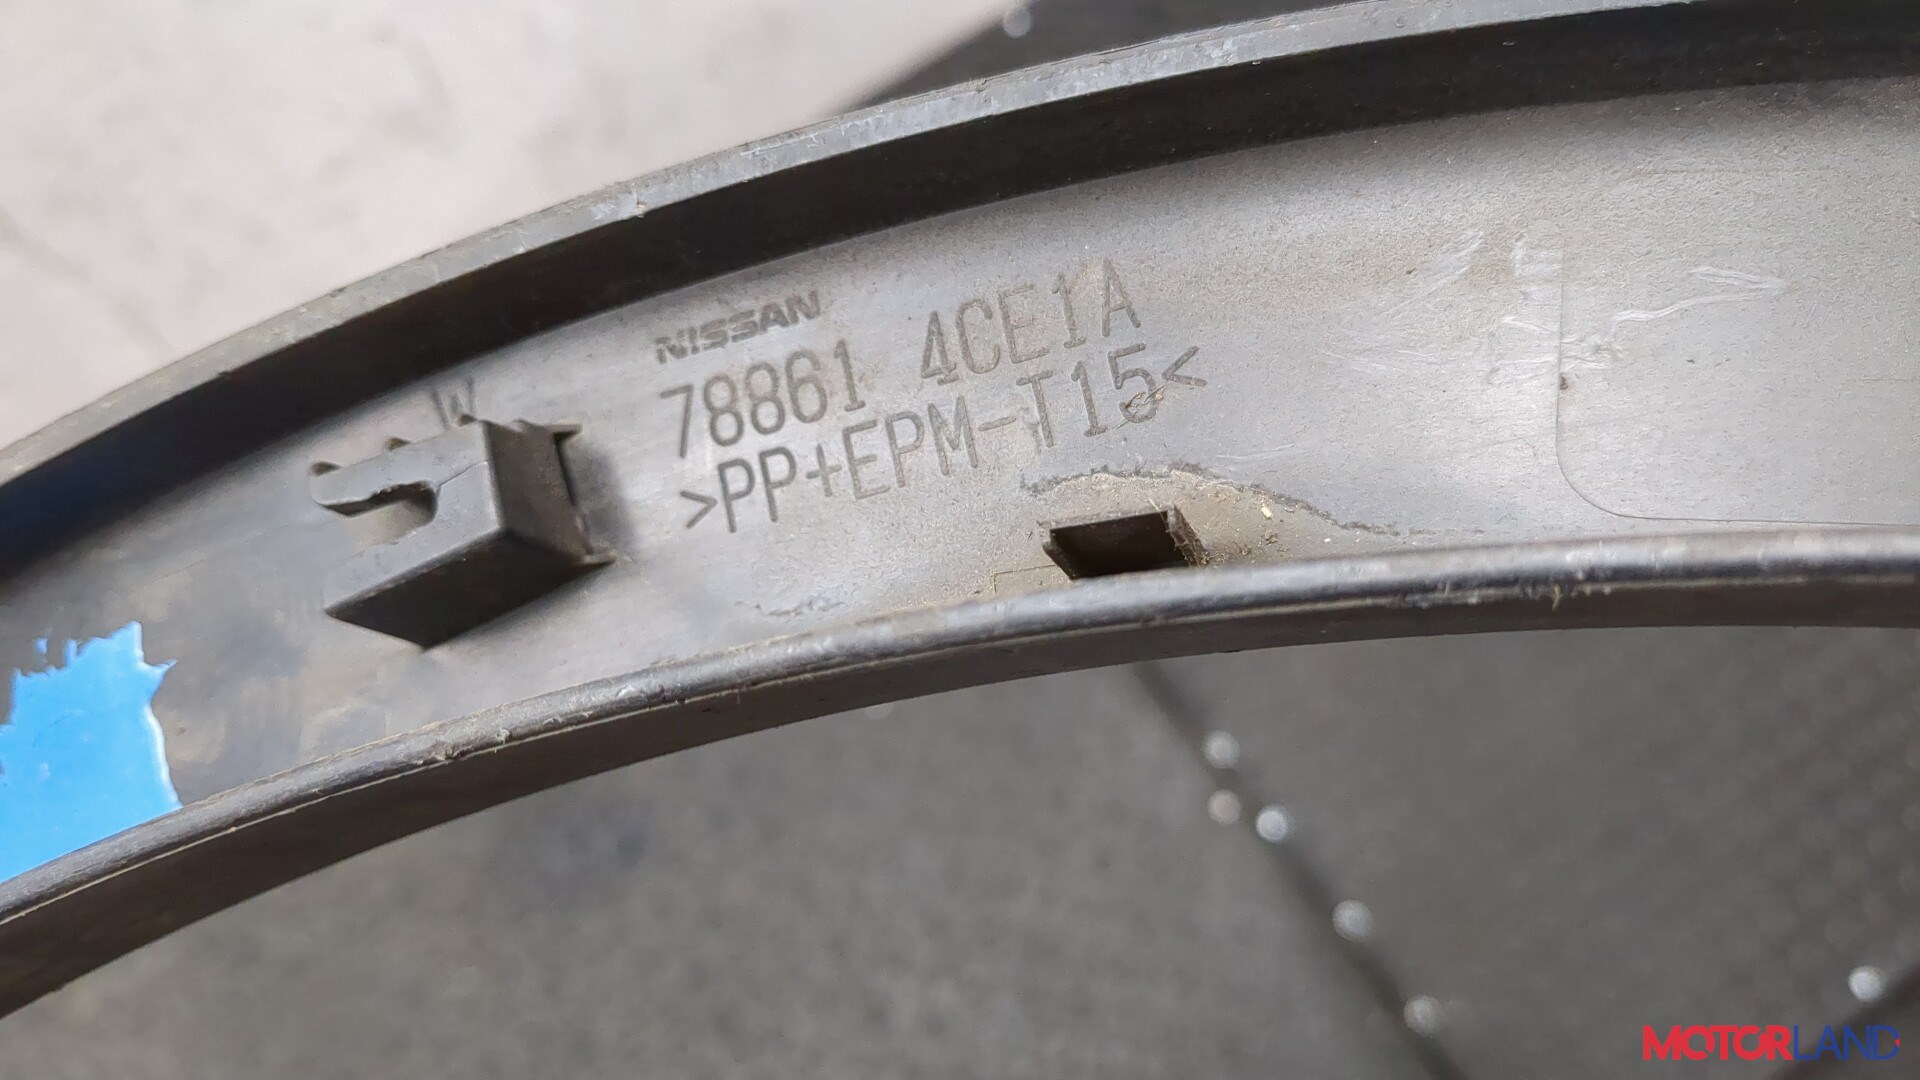 NISSAN
78861 4CE1A
>PP+EPM-T15<
W
MOTORLAND